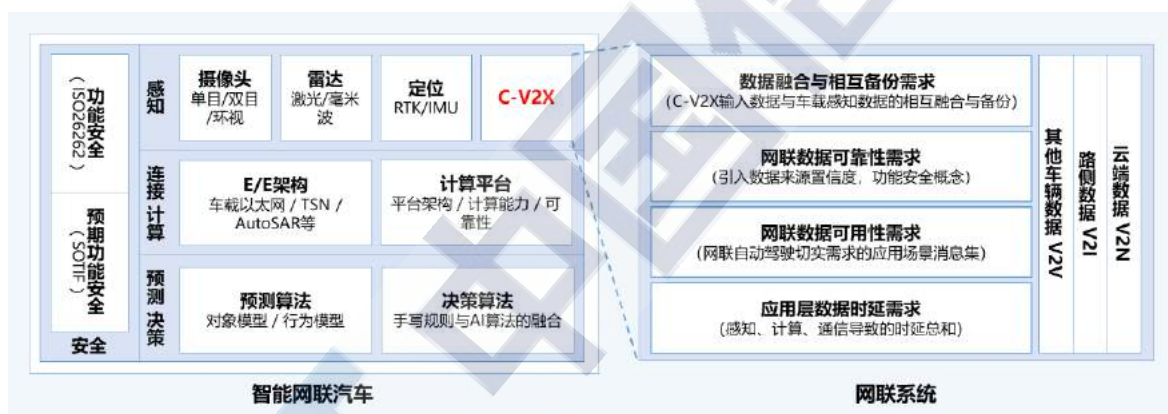 功能安全
（ISO26262）
预期功能安全
（SOTIF）
安全
感知
摄像头
单目/双目
/环视
雷达
激光/毫米
波
定位
RTK/IMU
C-V2X
连接 计算
E/E架构
车载以太网 / TSN /
AutoSAR等
计算平台
平台架构 / 计算能力 / 可
靠性
预测 决策
预测算法
对象模型 / 行为模型
决策算法
手写规则与AI算法的融合
智能网联汽车
数据融合与相互备份需求
(C-V2X输入数据与车载感知数据的相互融合与备份)
网联数据可靠性需求
(引入数据来源置信度，功能安全概念)
网联数据可用性需求
(网联自动驾驶切实需求的应用场景消息集)
应用层数据时延需求
(感知、计算、通信导致的时延总和)
其他车辆数据 V2V
路侧数据 V2I
云端数据 V2N
网联系统